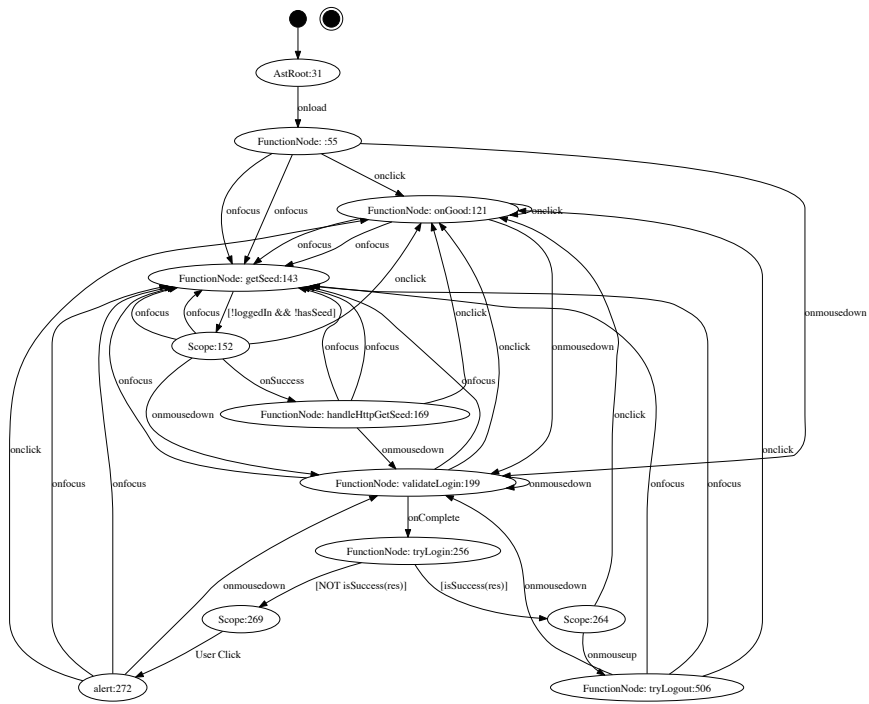 AstRoot:31
onload
FunctionNode: :55
onclick
onfocus
onfocus
FunctionNode: onGood:121
onclick
onfocus
onfocus
FunctionNode: getSeed:143
onclick
onfocus
onfocus
[!loggedIn && !hasSeed]
onclick
onmousedown
Scope:152
onfocus
onfocus
onclick
onmousedown
onfocus
onSuccess
onfocus
onmousedown
FunctionNode: handleHttpGetSeed:169
onclick
onclick
onmousedown
onclick
onfocus
onfocus
FunctionNode: validateLogin:199
onmousedown
onfocus
onfocus
onComplete
FunctionNode: tryLogin:256
onmousedown
[NOT isSuccess(res)]
[isSuccess(res)]
onmousedown
Scope:269
Scope:264
User Click
onmouseup
alert:272
FunctionNode: tryLogout:506